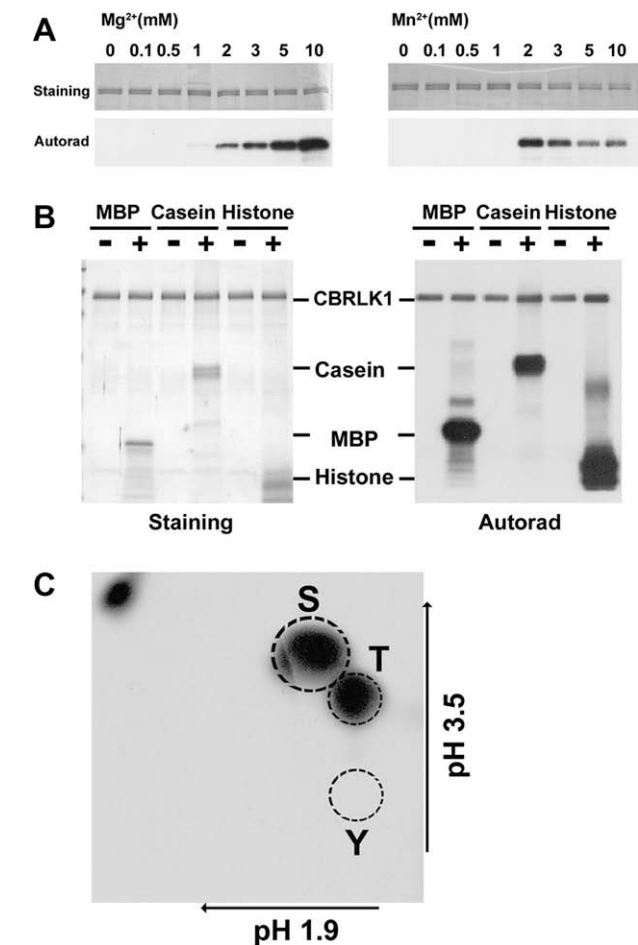 A
Mg²⁺(mM)
0 0.1 0.5 1 2 3 5 10
Mn²⁺(mM)
0 0.1 0.5 1 2 3 5 10
Staining
Autorad
B
MBP Casein Histone
- + - + - +
MBP Casein Histone
- + - + - +
CBRLK1
Casein
MBP
Histone
Staining
Autorad
C
S
T
Y
pH 3.5
pH 1.9